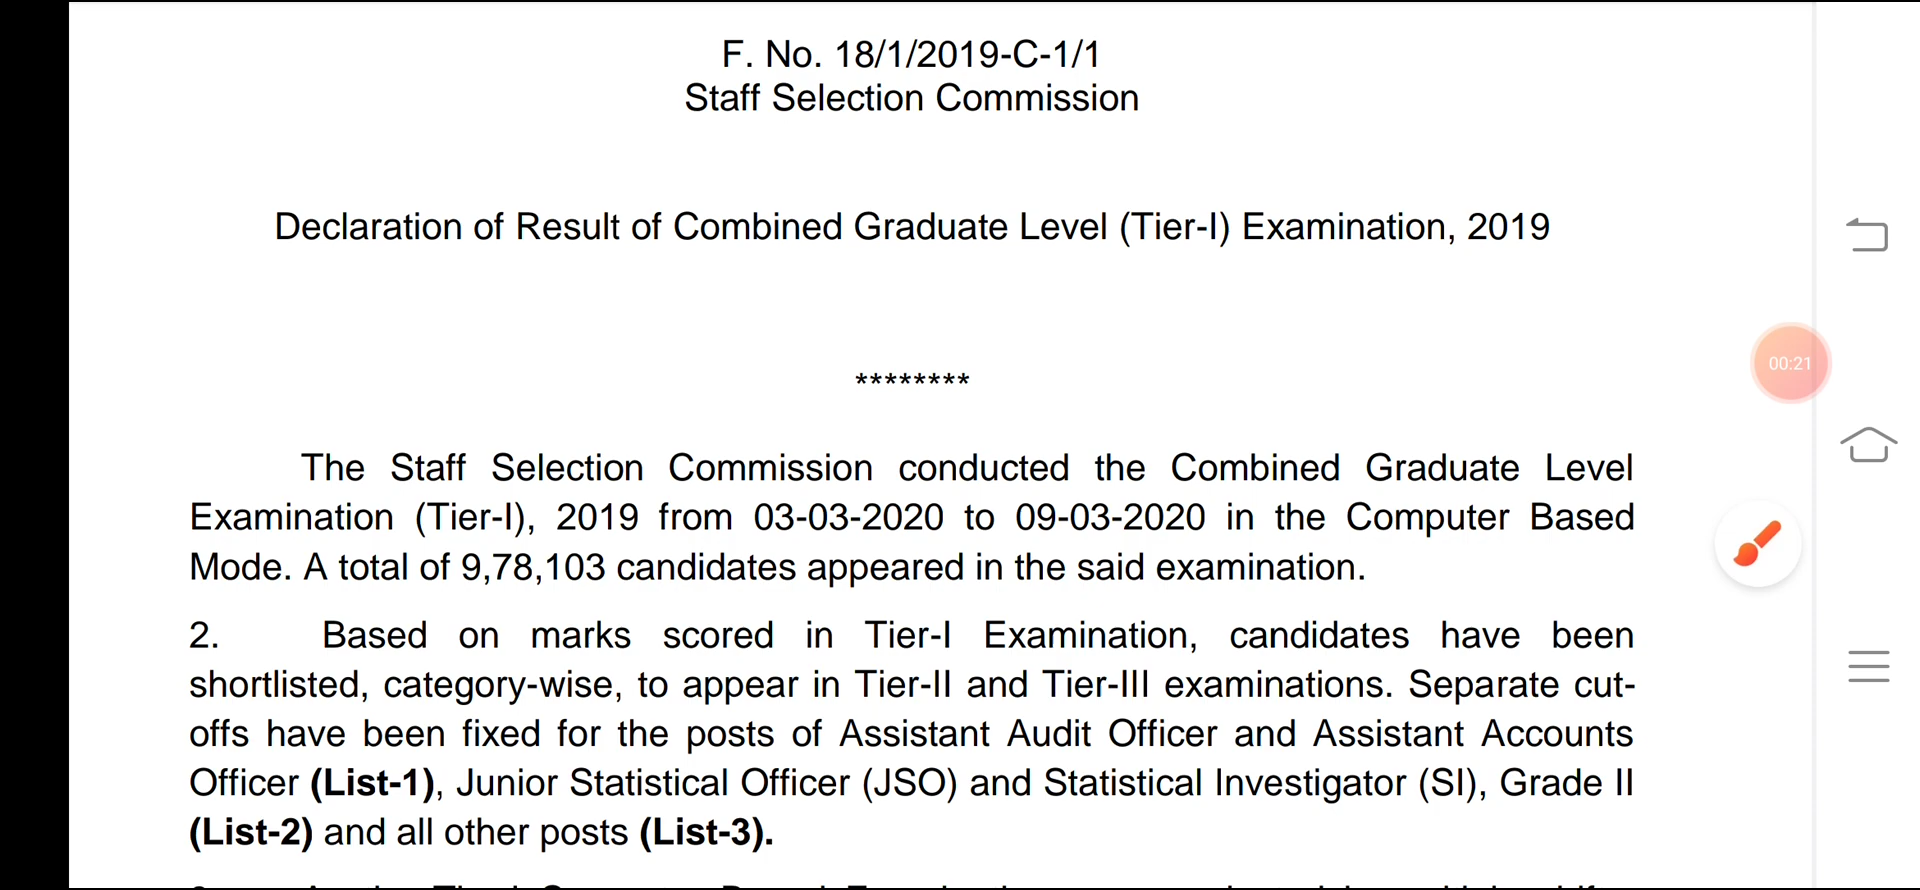 F. No. 18/1/2019-C-1/1
Staff Selection Commission
Declaration of Result of Combined Graduate Level (Tier-I) Examination, 2019
********
00:21
The Staff Selection Commission conducted the Combined Graduate Level
Examination (Tier-I), 2019 from 03-03-2020 to 09-03-2020 in the Computer Based
Mode. A total of 9,78,103 candidates appeared in the said examination.
2. Based on marks scored in Tier-I Examination, candidates have been
shortlisted, category-wise, to appear in Tier-II and Tier-III examinations. Separate cut-
offs have been fixed for the posts of Assistant Audit Officer and Assistant Accounts
Officer (List-1), Junior Statistical Officer (JSO) and Statistical Investigator (SI), Grade II
(List-2) and all other posts (List-3).